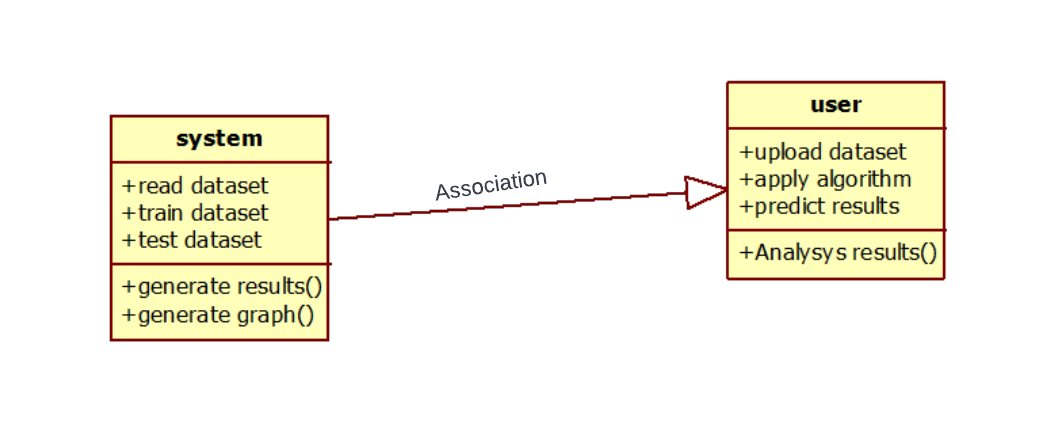 system
+read dataset
+train dataset
+test dataset
+generate results()
+generate graph()
Association
user
+upload dataset
+apply algorithm
+predict results
+Analysys results()